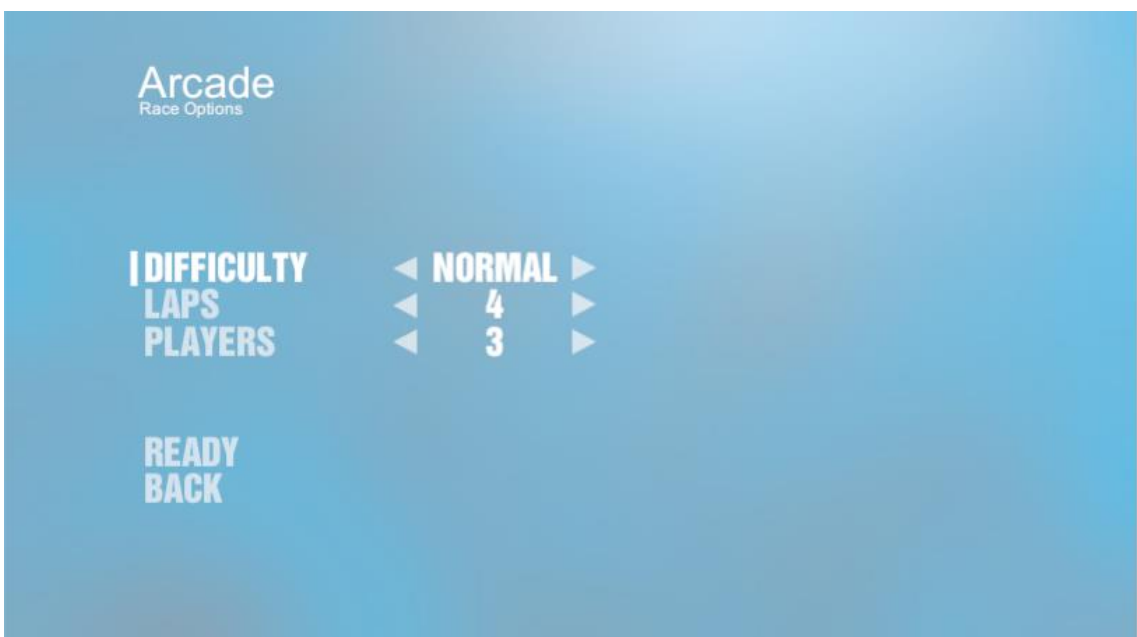 Arcade
Race Options
DIFFICULTY NORMAL
LAPS 4
PLAYERS 3
READY
BACK